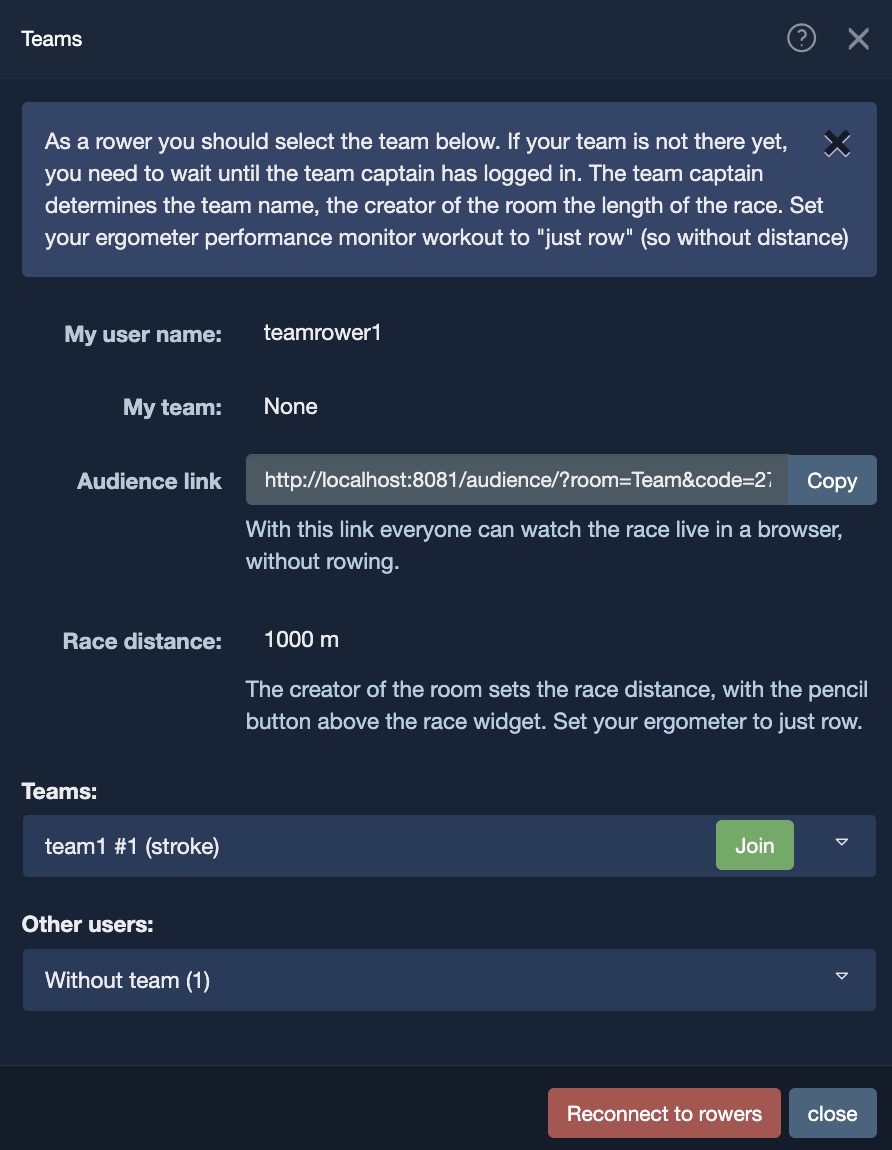 Teams
As a rower you should select the team below. If your team is not there yet,
you need to wait until the team captain has logged in. The team captain
determines the team name, the creator of the room the length of the race. Set
your ergometer performance monitor workout to "just row" (so without distance)
My user name: teamrower1
My team: None
Audience link http://localhost:8081/audience/?room=Team&code=27 Copy
With this link everyone can watch the race live in a browser,
without rowing.
Race distance: 1000 m
The creator of the room sets the race distance, with the pencil
button above the race widget. Set your ergometer to just row.
Teams:
team1 #1 (stroke) Join
Other users:
Without team (1)
Reconnect to rowers close